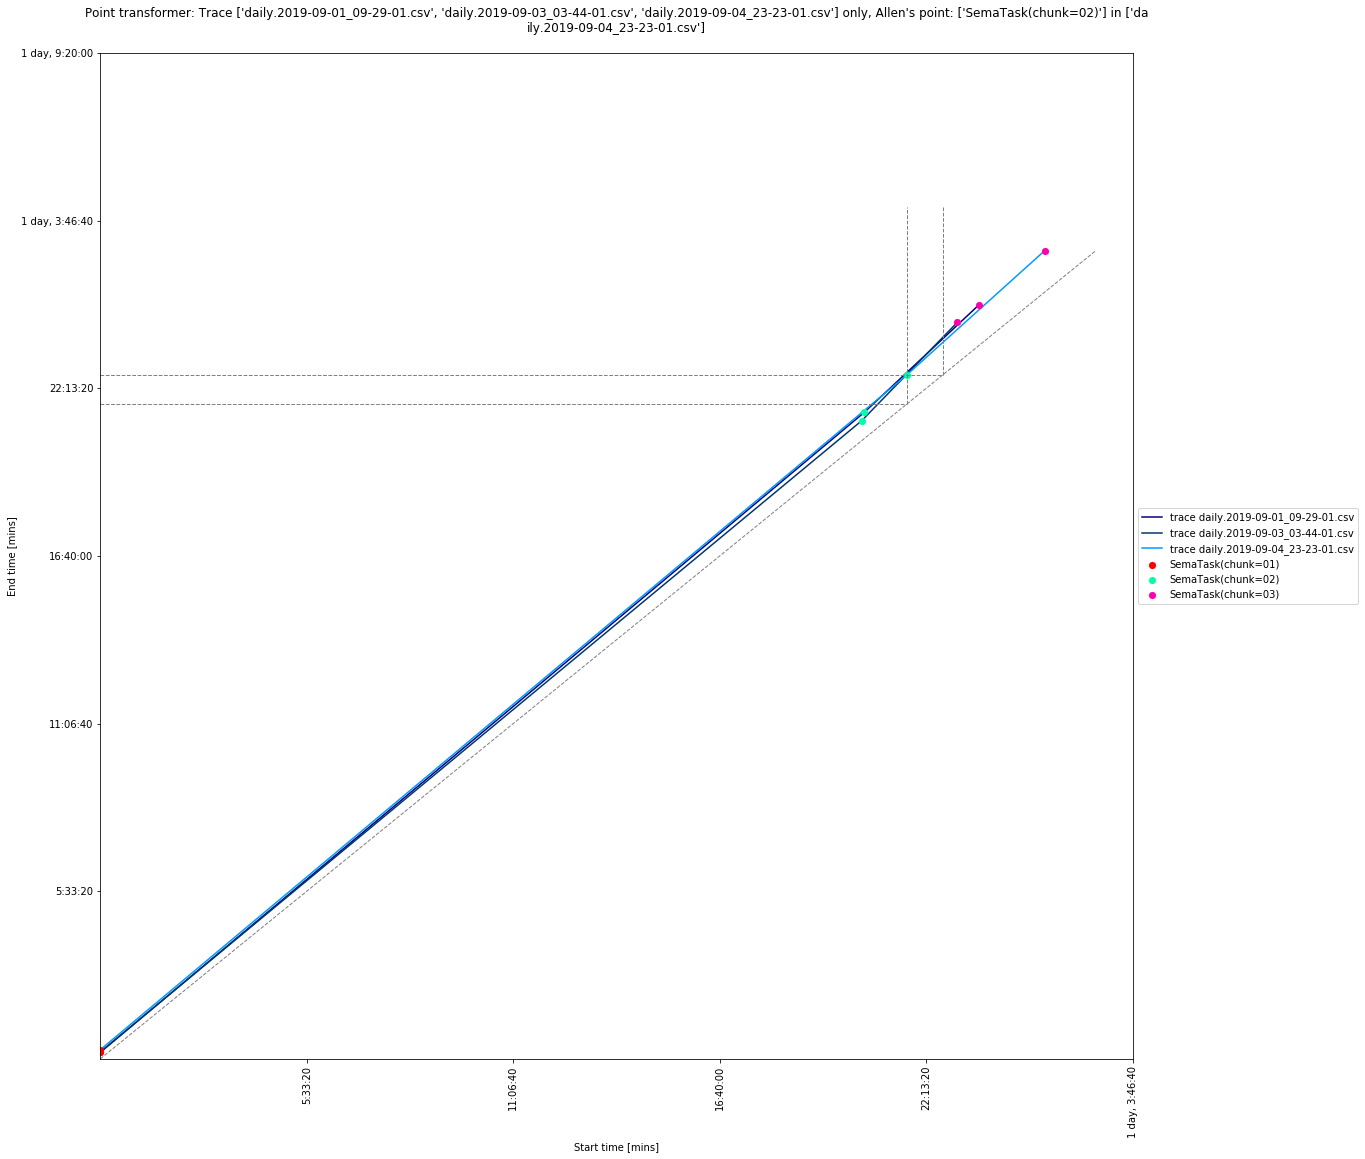 Point transformer: Trace ['daily.2019-09-01_09-29-01.csv', 'daily.2019-09-03_03-44-01.csv', 'daily.2019-09-04_23-23-01.csv'] only, Allen's point: ['SemaTask(chunk=02)'] in ['da
ily.2019-09-04_23-23-01.csv']
1 day, 9:20:00
1 day, 3:46:40
22:13:20
16:40:00
11:06:40
5:33:20
End time [mins]
trace daily.2019-09-01_09-29-01.csv
trace daily.2019-09-03_03-44-01.csv
trace daily.2019-09-04_23-23-01.csv
SemaTask(chunk=01)
SemaTask(chunk=02)
SemaTask(chunk=03)
5:33:20
11:06:40
16:40:00
22:13:20
1 day, 3:46:40
Start time [mins]